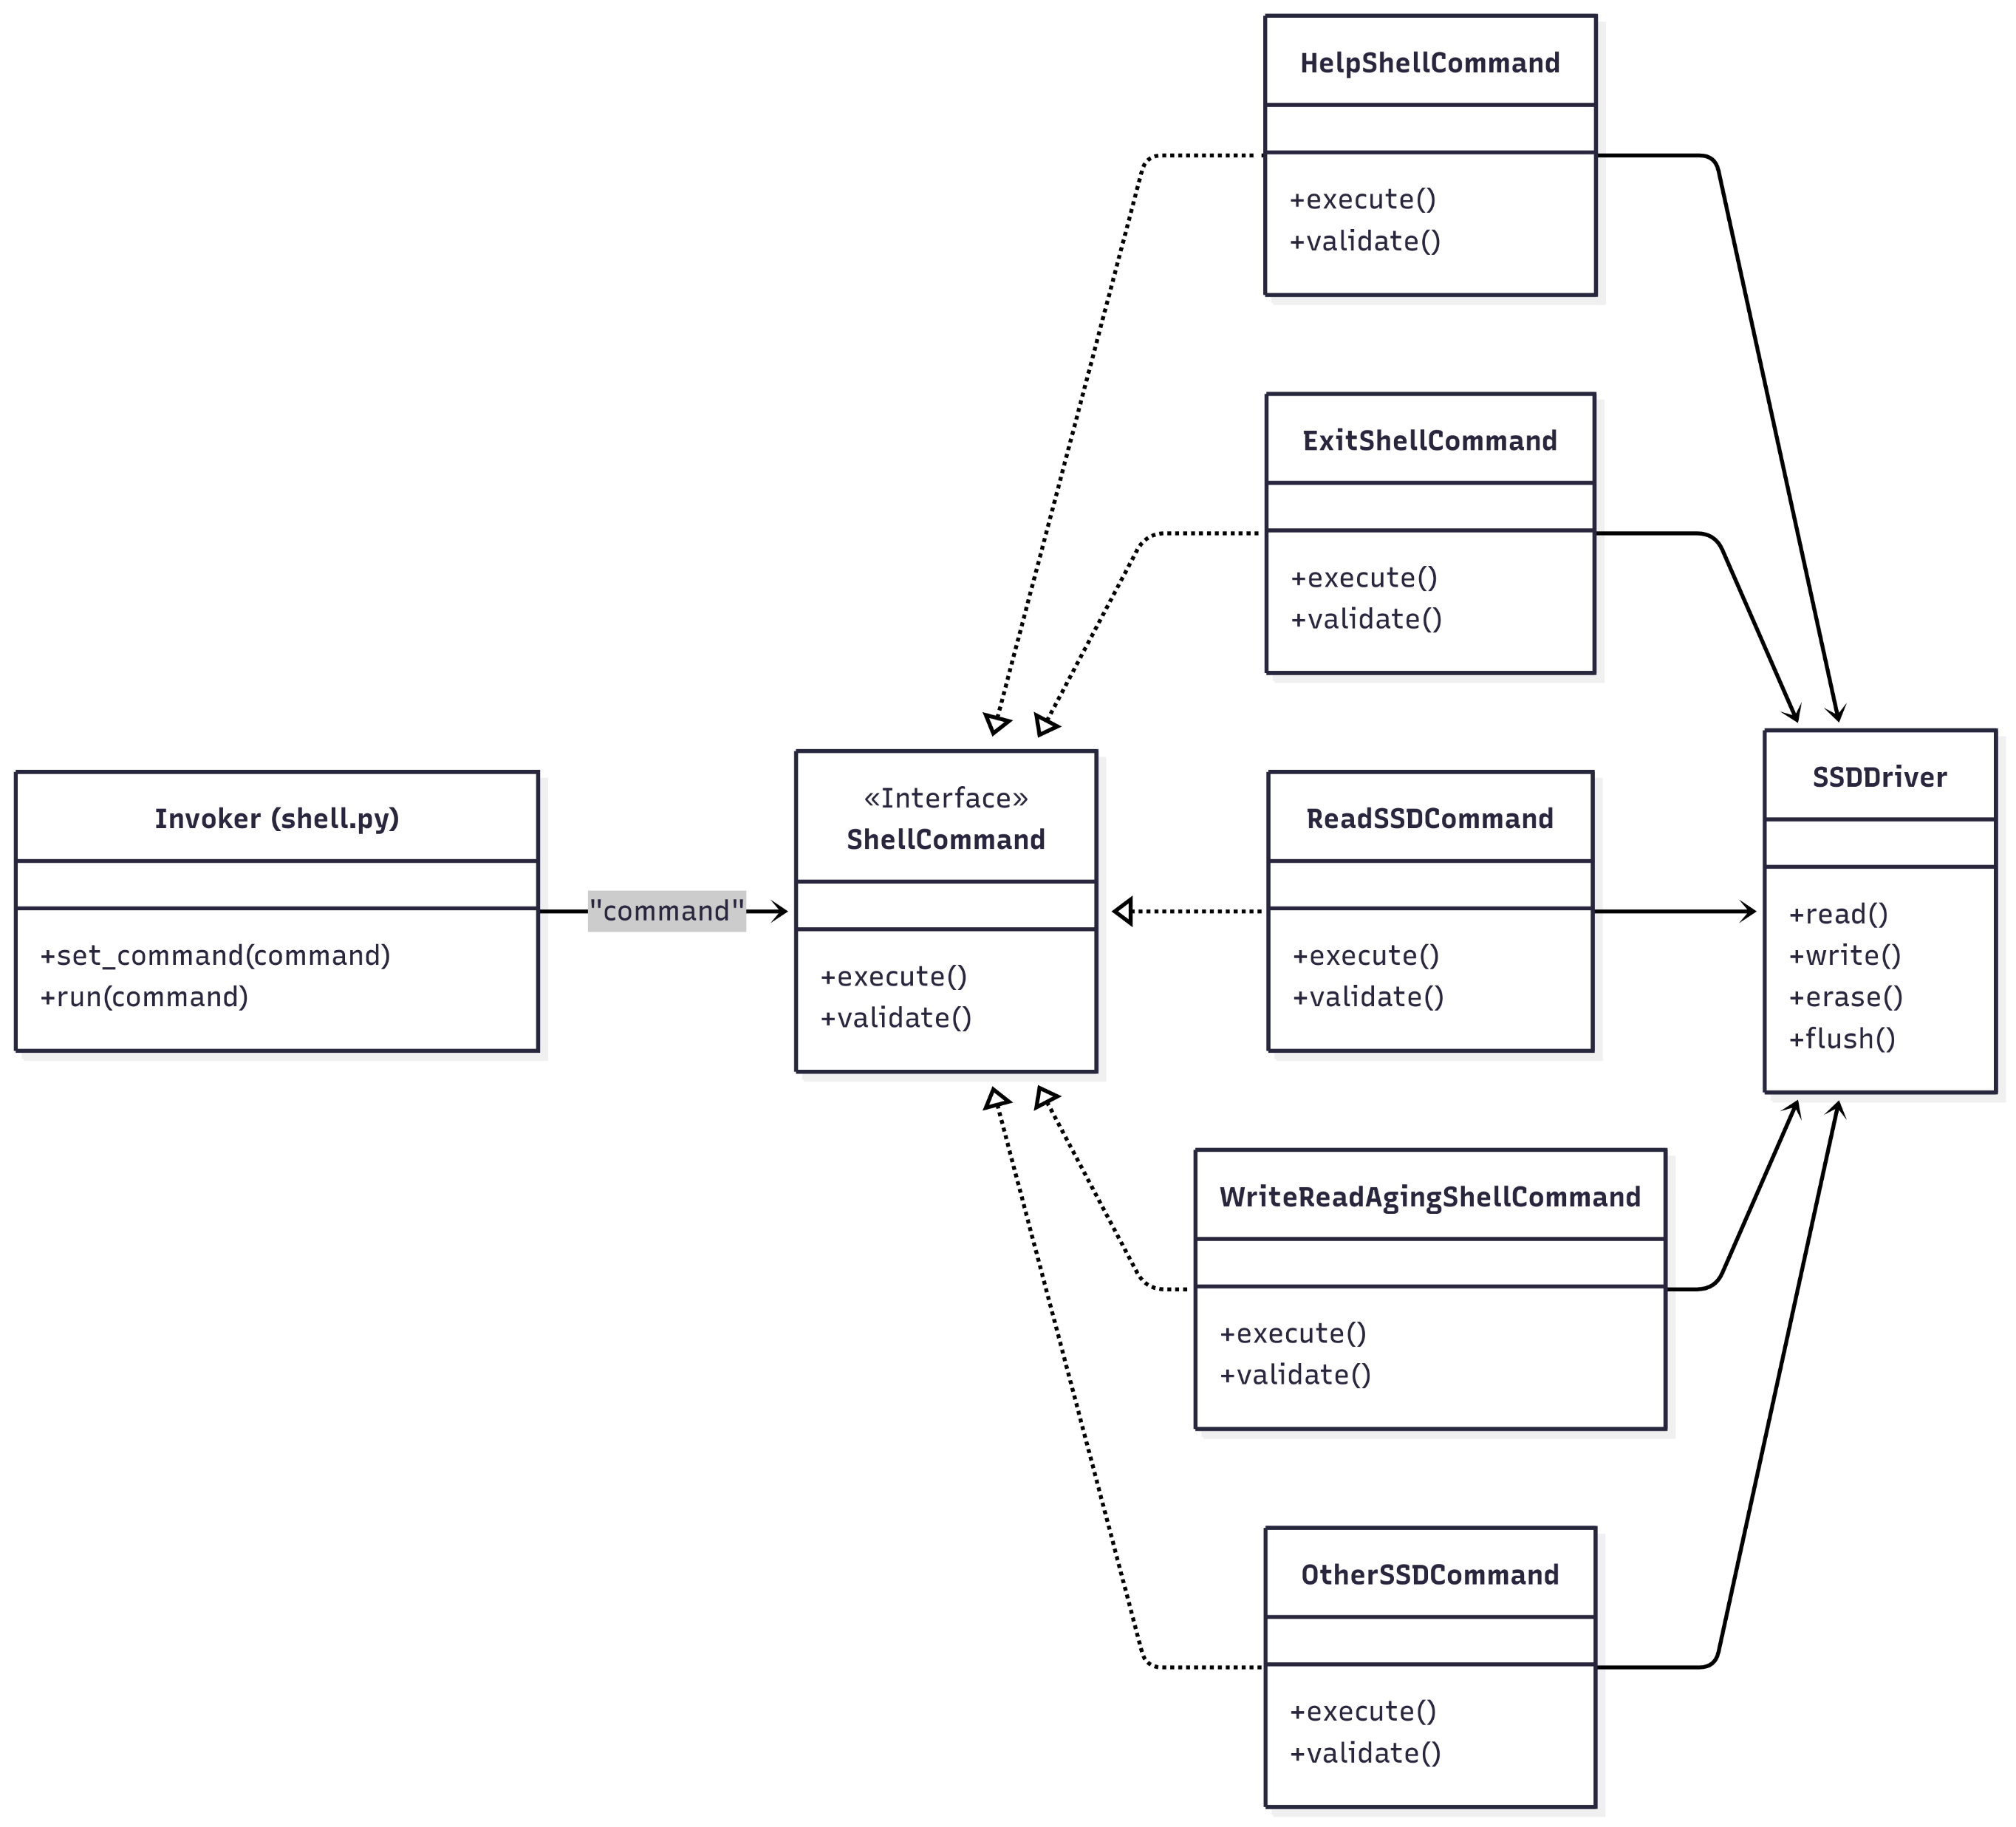 HelpShellCommand
+execute()
+validate()
ExitShellCommand
+execute()
+validate()
Invoker (shell.py)
+set_command(command)
+run(command)
"command"
«Interface»
ShellCommand
+execute()
+validate()
ReadSSDCommand
+execute()
+validate()
SSDDriver
+read()
+write()
+erase()
+flush()
WriteReadAgingShellCommand
+execute()
+validate()
OtherSSDCommand
+execute()
+validate()